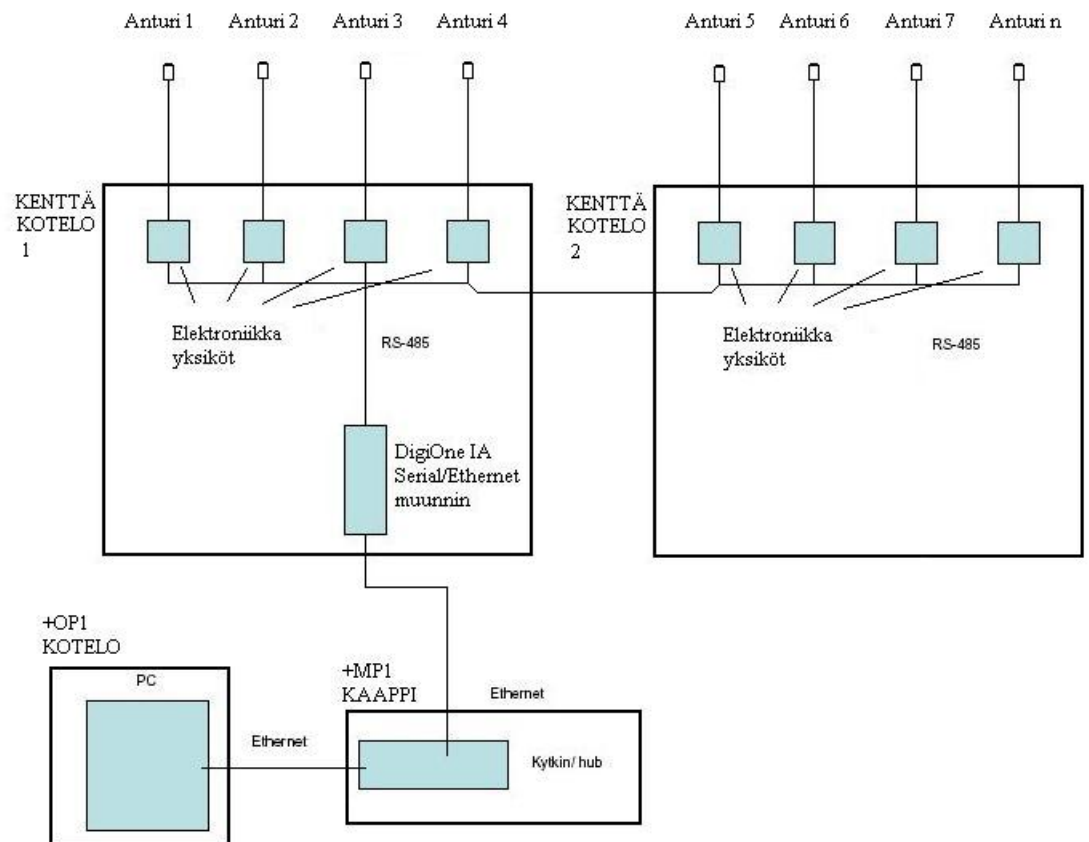 Anturi 1
Anturi 2
Anturi 3
Anturi 4
Anturi 5
Anturi 6
Anturi 7
Anturi n
KENTTÄ
KOTELO
1
KENTTÄ
KOTELO
2
Elektroniikka
yksiköt
RS-485
Elektroniikka
yksiköt
RS-485
DigiOne IA
Serial/Ethernet
muunnin
+OP1
KOTELO
PC
Ethernet
+MP1
KAAPPI
Ethernet
Kytkin/ hub